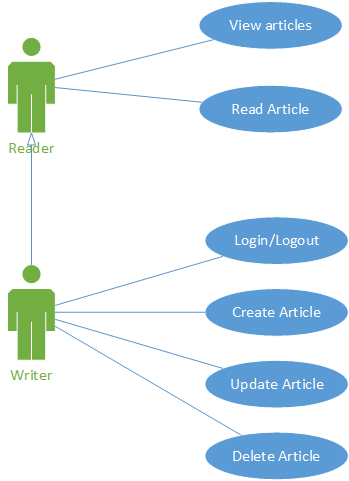 View articles
Read Article
Reader
Login/Logout
Create Article
Writer
Update Article
Delete Article